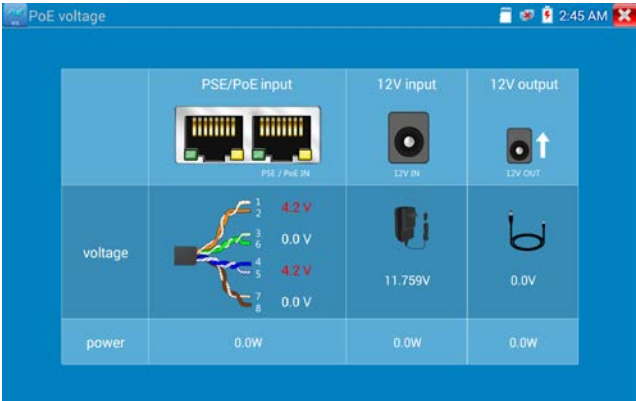 PoE voltage
2:45 AM
PSE/PoE input
12V input
12V output
PSE / PoE IN
12V IN
12V OUT
voltage
1
2
4.2 V
3
6
0.0 V
4
5
4.2 V
7
8
0.0 V
11.759V
0.0V
power
0.0W
0.0W
0.0W